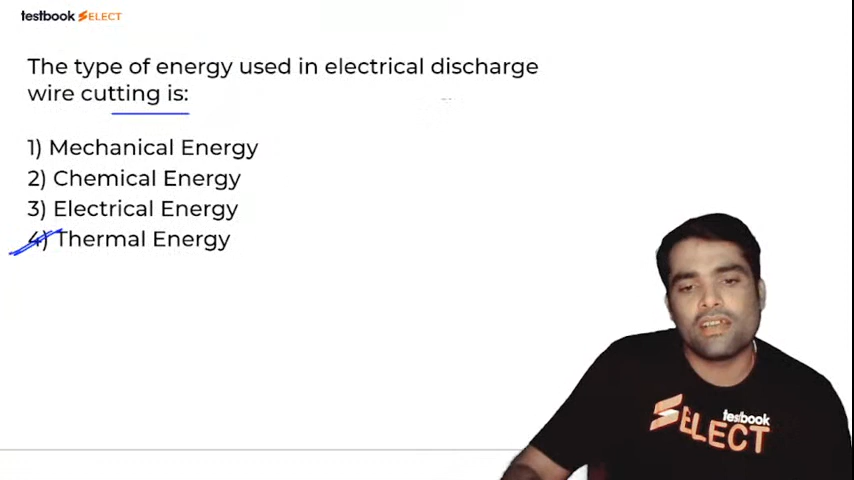 testbook SELECT
The type of energy used in electrical discharge
wire cutting is:
1) Mechanical Energy
2) Chemical Energy
3) Electrical Energy
4) Thermal Energy
testbook
SELECT